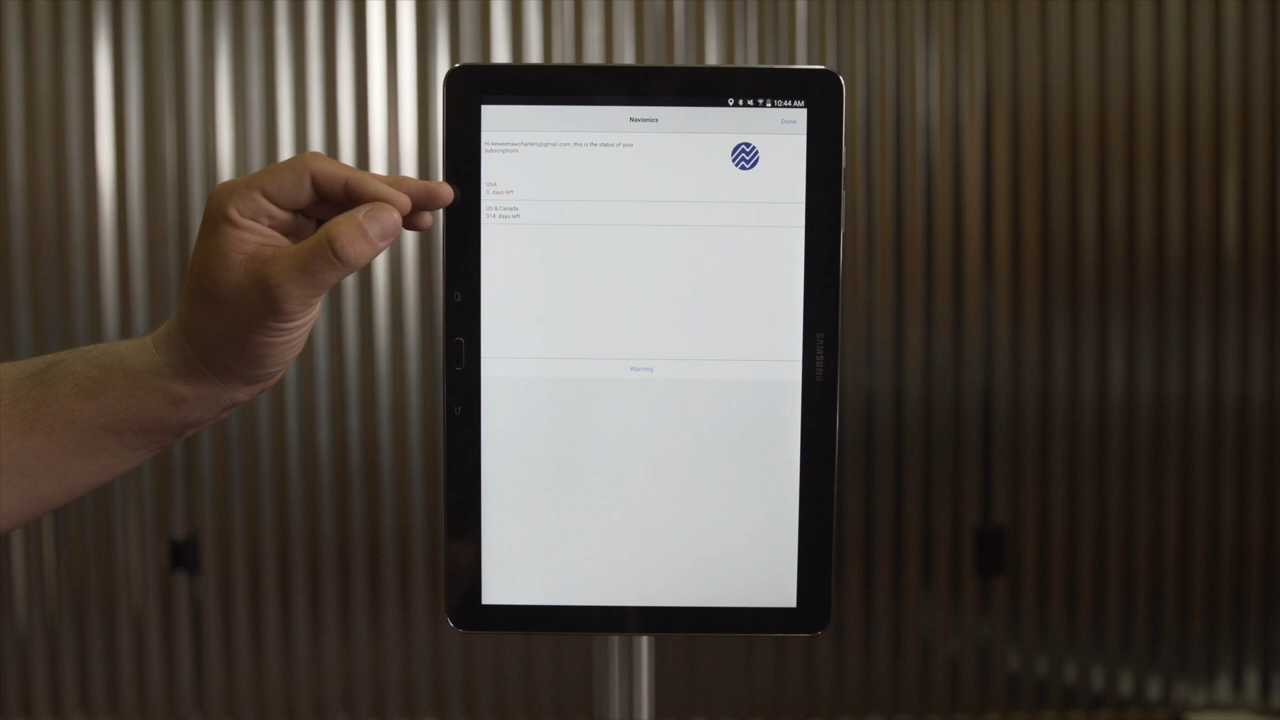 10:44 AM
Navionics
Done
Hi keweenawcharters@gmail.com, this is the status of your
subscriptions
USA
0 days left
US & Canada
314 days left
Warning
SAMSUNG